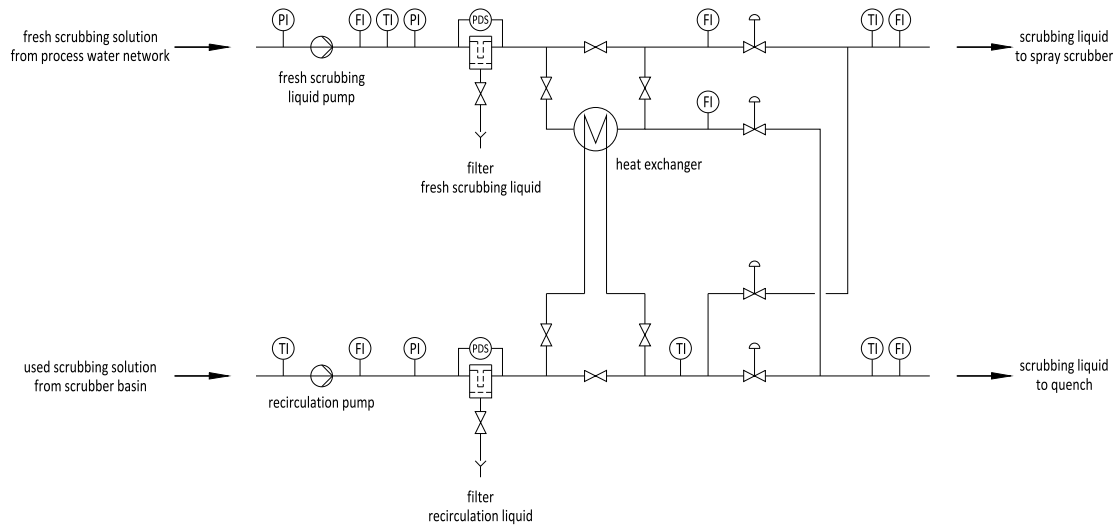 PI
FI
TI
PI
PDS
FI
TI
FI
fresh scrubbing solution
from process water network
scrubbing liquid
to spray scrubber
fresh scrubbing
liquid pump
FI
filter
fresh scrubbing liquid
heat exchanger
TI
FI
PI
PDS
TI
TI
FI
used scrubbing solution
from scrubber basin
scrubbing liquid
to quench
recirculation pump
filter
recirculation liquid